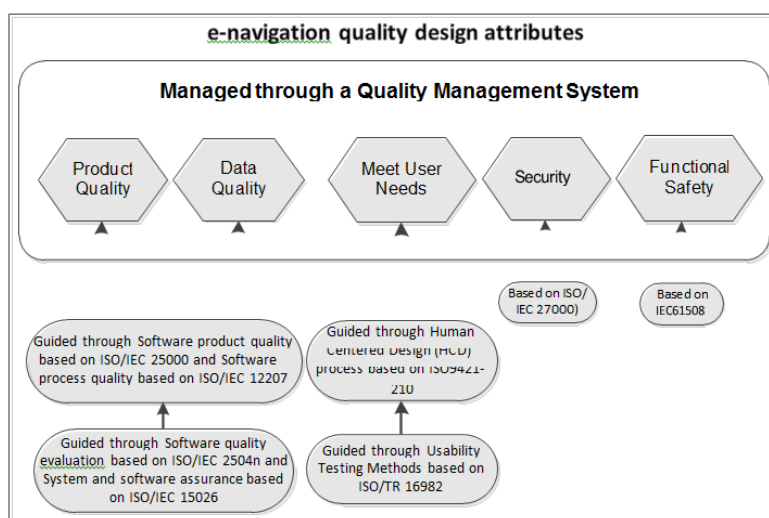 e-navigation quality design attributes
Managed through a Quality Management System
Product
Quality
Data
Quality
Meet User
Needs
Security
Functional
Safety
Based on ISO/
IEC 27000)
Based on
IEC61508
Guided through Software product quality
based on ISO/IEC 25000 and Software
process quality based on ISO/IEC 12207
Guided through Human
Centered Design (HCD)
process based on ISO9421-
210
Guided through Software quality
evaluation based on ISO/IEC 2504n and
System and software assurance based
on ISO/IEC 15026
Guided through Usability
Testing Methods based on
ISO/TR 16982